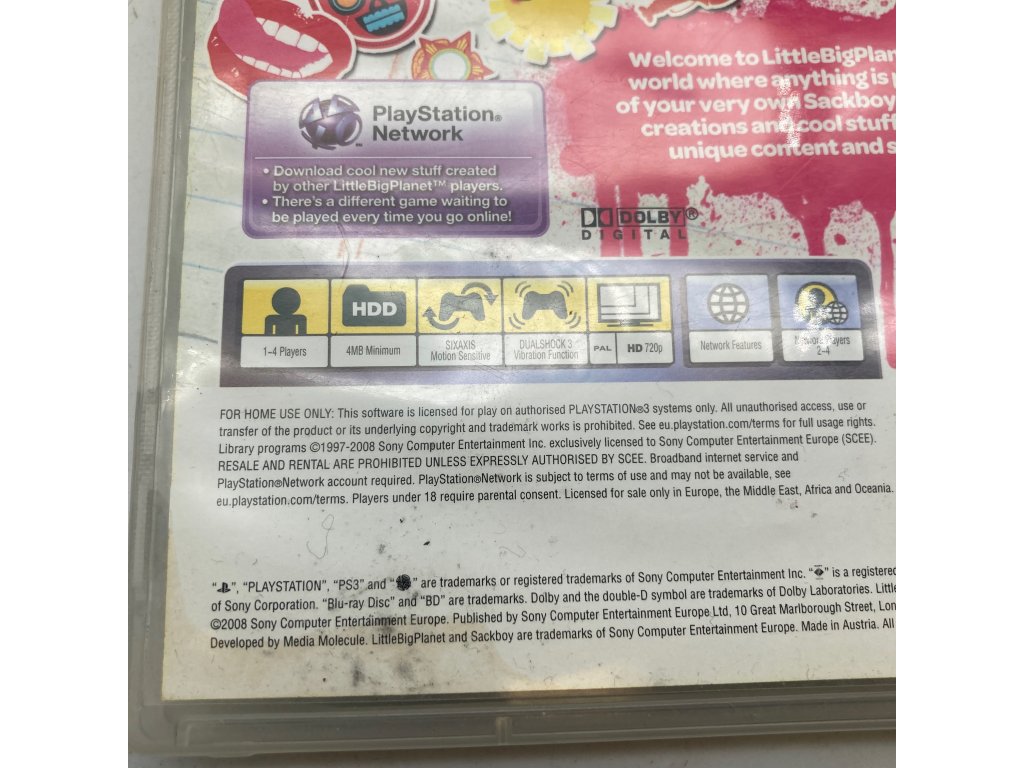 Welcome to LittleBigPlan
world where anything is
of your very own Sackboy
creations and cool stuff
unique content and s
PlayStation®
Network
• Download cool new stuff created
by other LittleBigPlanet™ players.
• There's a different game waiting to
be played every time you go online!
DOLBY®
DIGITAL
1-4 Players
HDD
4MB Minimum
SIXAXIS
Motion Sensitive
DUALSHOCK 3
Vibration Function
PAL
HD 720p
Network Features
Network Players
2-4
FOR HOME USE ONLY: This software is licensed for play on authorised PLAYSTATION®3 systems only. All unauthorised access, use or
transfer of the product or its underlying copyright and trademark works is prohibited. See eu.playstation.com/terms for full usage rights.
Library programs ©1997-2008 Sony Computer Entertainment Inc. exclusively licensed to Sony Computer Entertainment Europe (SCEE).
RESALE AND RENTAL ARE PROHIBITED UNLESS EXPRESSLY AUTHORISED BY SCEE. Broadband internet service and
PlayStation®Network account required. PlayStation®Network is subject to terms of use and may not be available, see
eu.playstation.com/terms. Players under 18 require parental consent. Licensed for sale only in Europe, the Middle East, Africa and Oceania.
"", "PLAYSTATION", "PS3" and "" are trademarks or registered trademarks of Sony Computer Entertainment Inc. "" is a registered
of Sony Corporation. "Blu-ray Disc" and "BD" are trademarks. Dolby and the double-D symbol are trademarks of Dolby Laboratories. Little
©2008 Sony Computer Entertainment Europe. Published by Sony Computer Entertainment Europe Ltd, 10 Great Marlborough Street, Lon
Developed by Media Molecule. LittleBigPlanet and Sackboy are trademarks of Sony Computer Entertainment Europe. Made in Austria. All